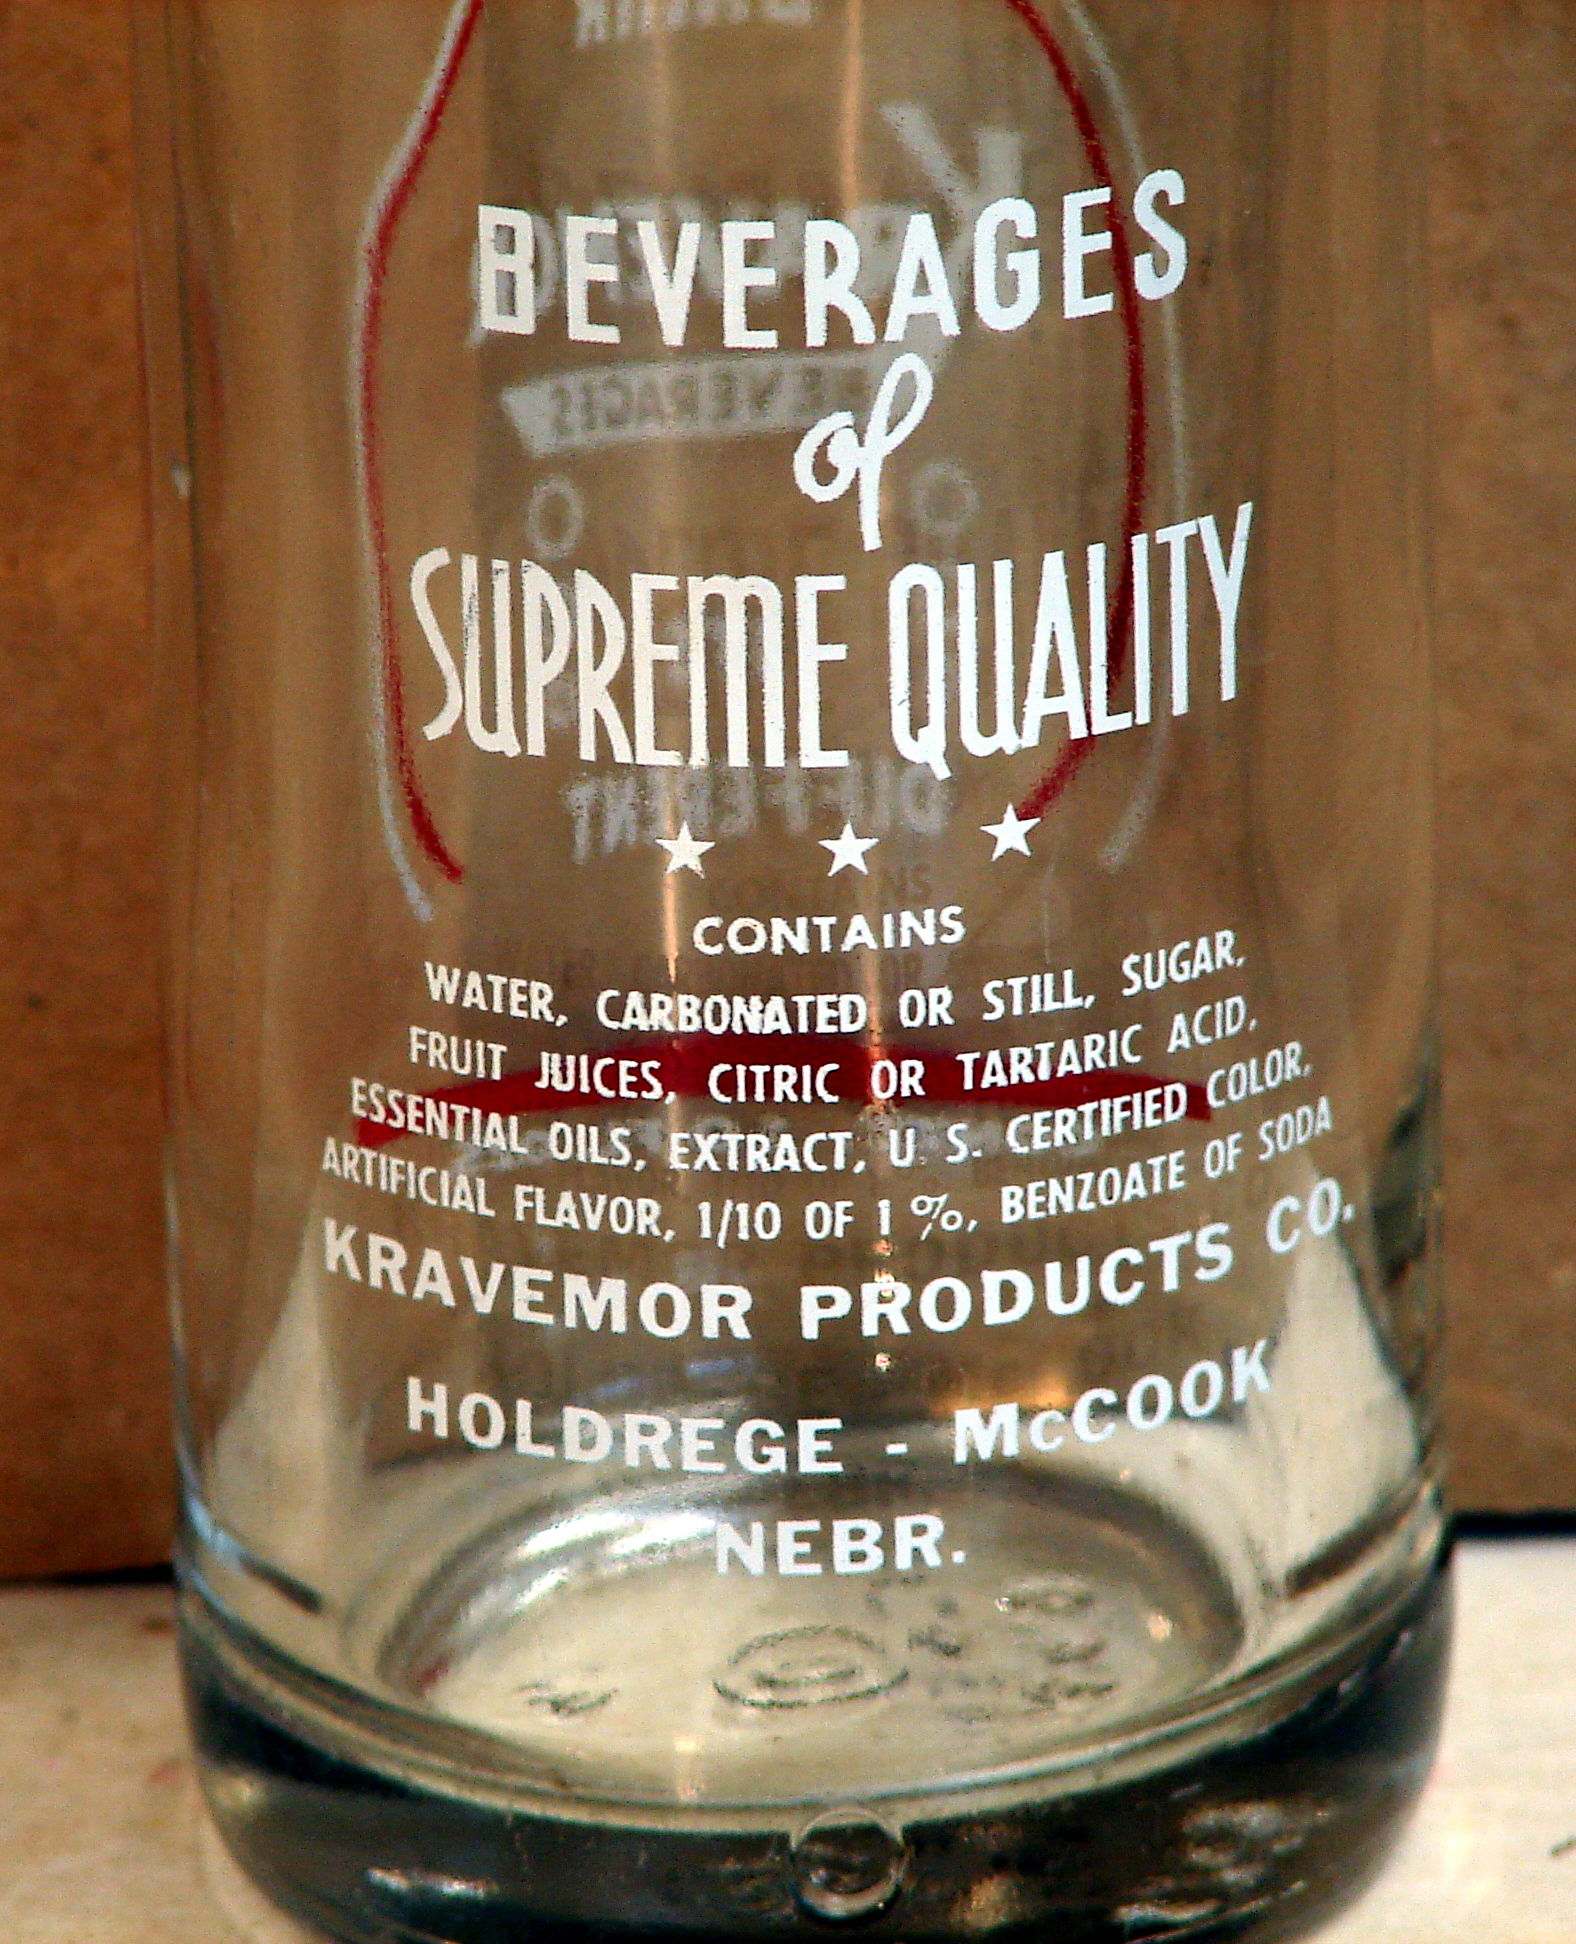 BEVERAGES
of
SUPREME QUALITY
CONTAINS
WATER, CARBONATED OR STILL, SUGAR,
FRUIT JUICES, CITRIC OR TARTARIC ACID,
ESSENTIAL OILS, EXTRACT, U. S. CERTIFIED COLOR,
ARTIFICIAL FLAVOR, 1/10 OF 1%, BENZOATE OF SODA
KRAVEMOR PRODUCTS CO.
HOLDREGE - McCOOK
NEBR.